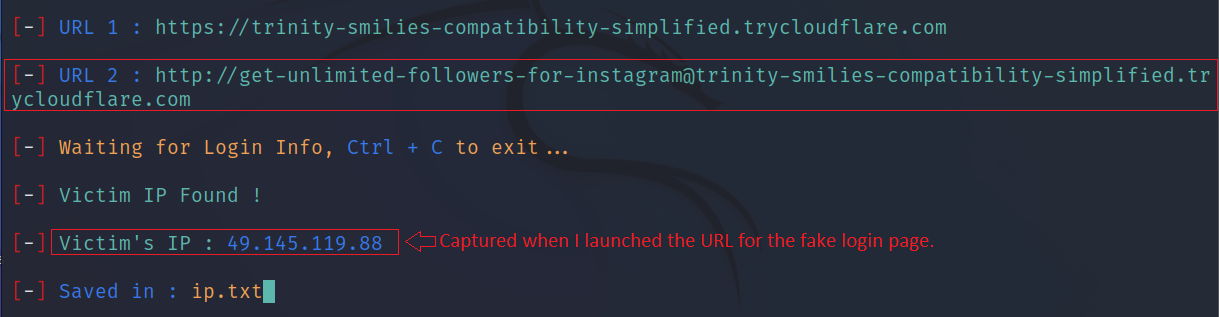 [-] URL 1 : https://trinity-smilies-compatibility-simplified.trycloudflare.com
[-] URL 2 : http://get-unlimited-followers-for-instagram@trinity-smilies-compatibility-simplified.tr
ycloudflare.com
[-] Waiting for Login Info, Ctrl + C to exit...
[-] Victim IP Found !
[-] Victim's IP : 49.145.119.88 Captured when I launched the URL for the fake login page.
[-] Saved in : ip.txt